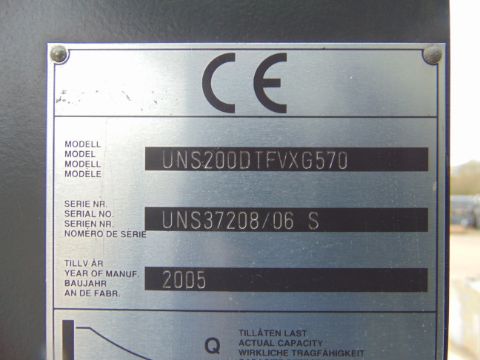 CE
MODELL
MODEL
MODELL
MODELE
UNS200DTFVXG570
SERIE NR.
SERIAL NO.
SERIEN NR.
NOMÉRO DE SERIE
UNS37208/06 S
TILLV ÅR
YEAR OF MANUF.
BAUJAHR
AN DE FABR.
2005
Q
TILLÅTEN LAST
ACTUAL CAPACITY
WIRKLICHE TRAGFÄHIGKEIT